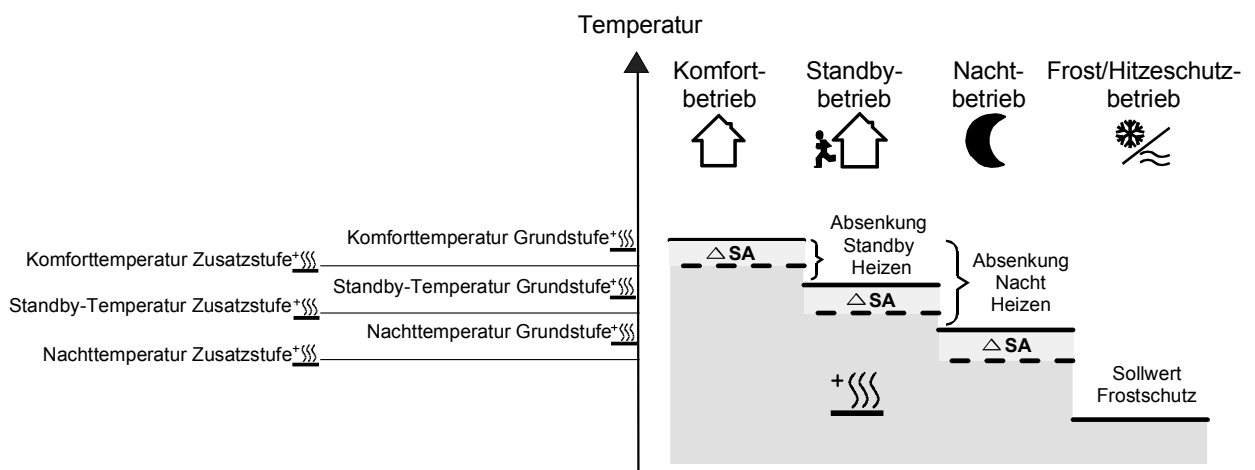 Temperatur
Komfort-
betrieb
Standby-
betrieb
Nacht-
betrieb
Frost/Hitzeschutz-
betrieb
Komforttemperatur Grundstufe
Komforttemperatur Zusatzstufe
Standby-Temperatur Grundstufe
Standby-Temperatur Zusatzstufe
Nachttemperatur Grundstufe
Nachttemperatur Zusatzstufe
△ SA
Absenkung
Standby
Heizen
△ SA
Absenkung
Nacht
Heizen
△ SA
Sollwert
Frostschutz